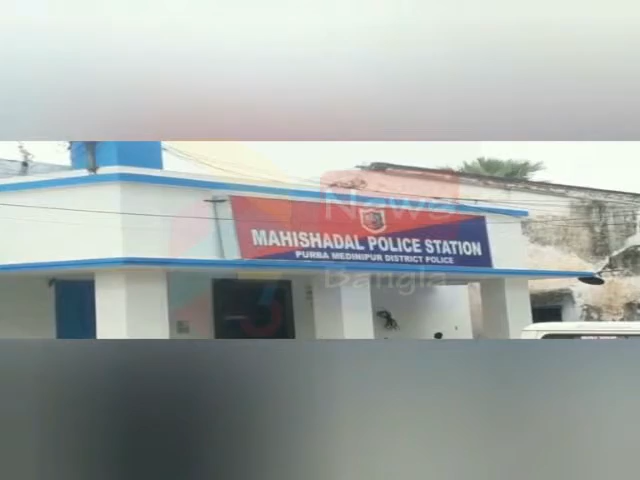 News
MAHISHADAL POLICE STATION
PURBA MEDINIPUR DISTRICT POLICE
Bangla